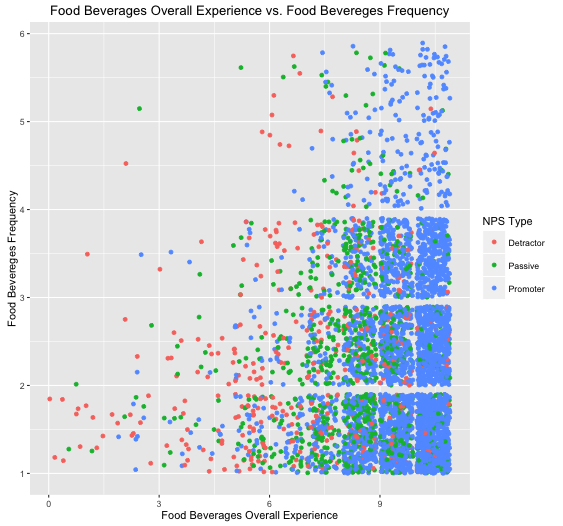 Food Beverages Overall Experience vs. Food Bevereges Frequency
6
5
4
3
2
1
0
3
6
9
Food Bevereges Frequency
Food Beverages Overall Experience
NPS Type
Detractor
Passive
Promoter